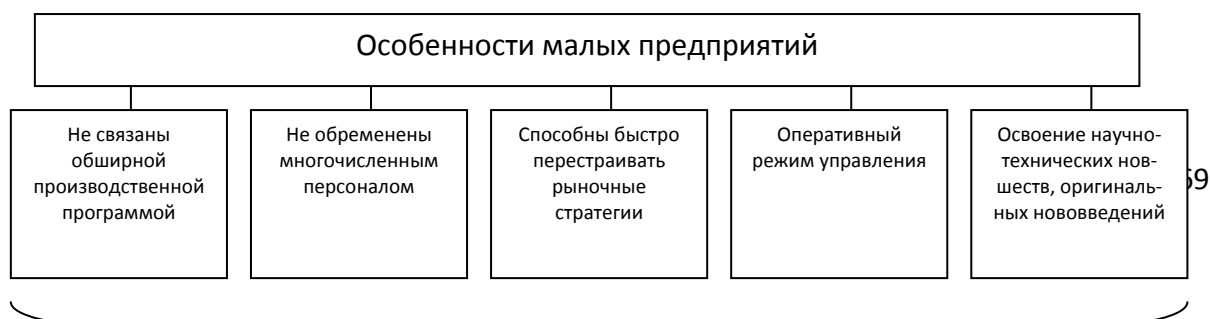 Особенности малых предприятий
Не связаны
обширной
производственной
программой
Не обременены
многочисленным
персоналом
Способны быстро
перестраивать
рыночные
стратегии
Оперативный
режим управления
Освоение научно-
технических нов-
шеств, оригиналь-
ных нововведений
69